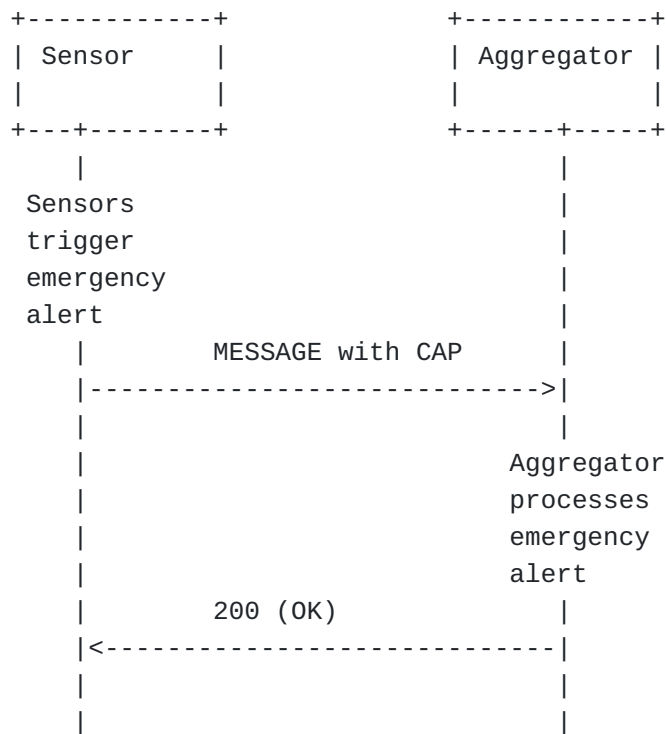 +------------+              +------------+
| Sensor     |              | Aggregator |
|            |              |            |
+---+--------+              +------+-----+
    |                              |
 Sensors                           |
 trigger                           |
 emergency                         |
 alert                             |
    |        MESSAGE with CAP      |
    |----------------------------->|
    |                              |
    |                           Aggregator
    |                           processes
    |                           emergency
    |                           alert
    |        200 (OK)              |
    |<-----------------------------|
    |                              |
    |                              |